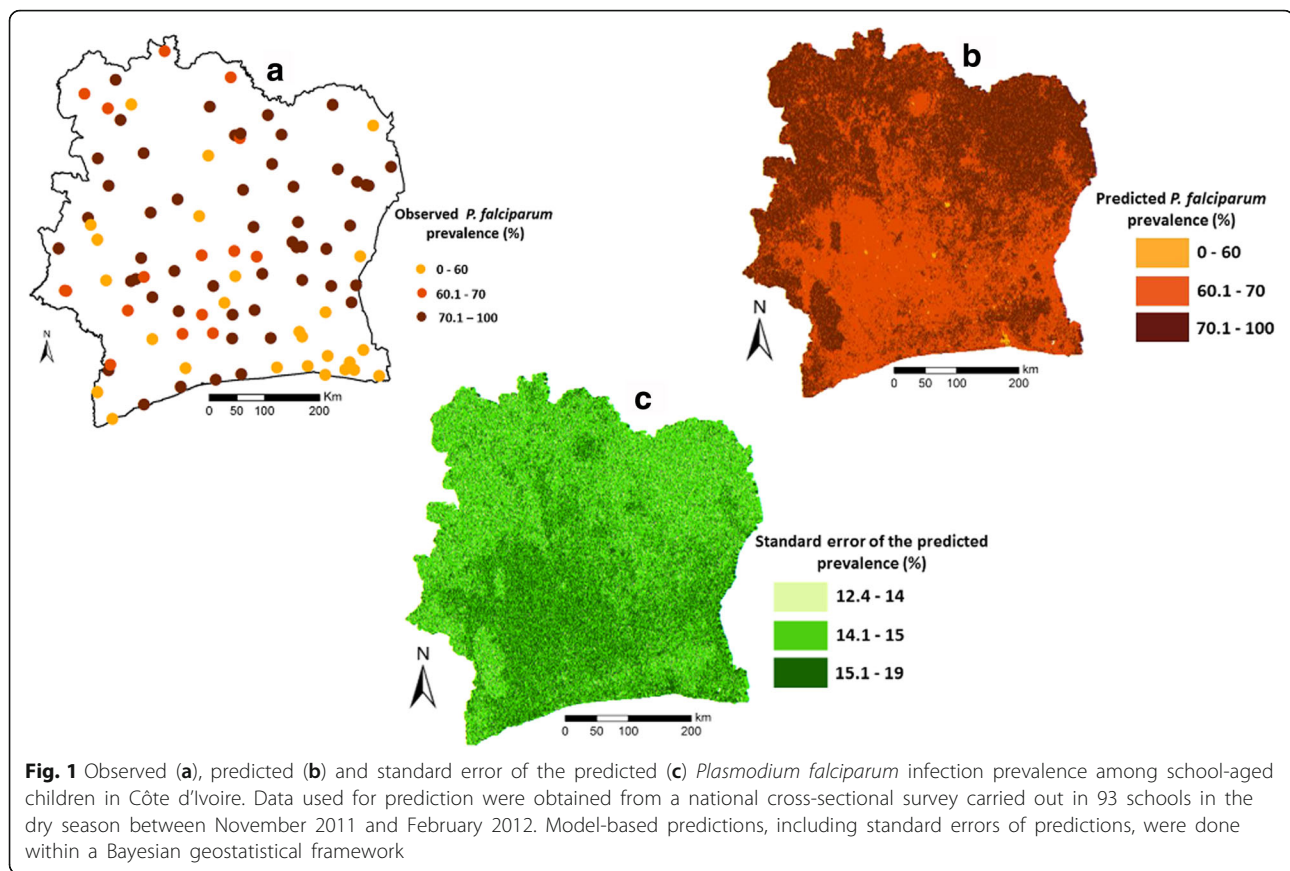 a
Observed P. falciparum
prevalence (%)
0 - 60
60.1 - 70
70.1 – 100
N
Km
0 50 100 200
b
Predicted P. falciparum
prevalence (%)
0 - 60
60.1 - 70
70.1 - 100
N
km
0 50 100 200
c
Standard error of the predicted
prevalence (%)
12.4 - 14
14.1 - 15
15.1 - 19
N
km
0 50 100 200
Fig. 1 Observed (a), predicted (b) and standard error of the predicted (c) Plasmodium falciparum infection prevalence among school-aged
children in Côte d'Ivoire. Data used for prediction were obtained from a national cross-sectional survey carried out in 93 schools in the
dry season between November 2011 and February 2012. Model-based predictions, including standard errors of predictions, were done
within a Bayesian geostatistical framework